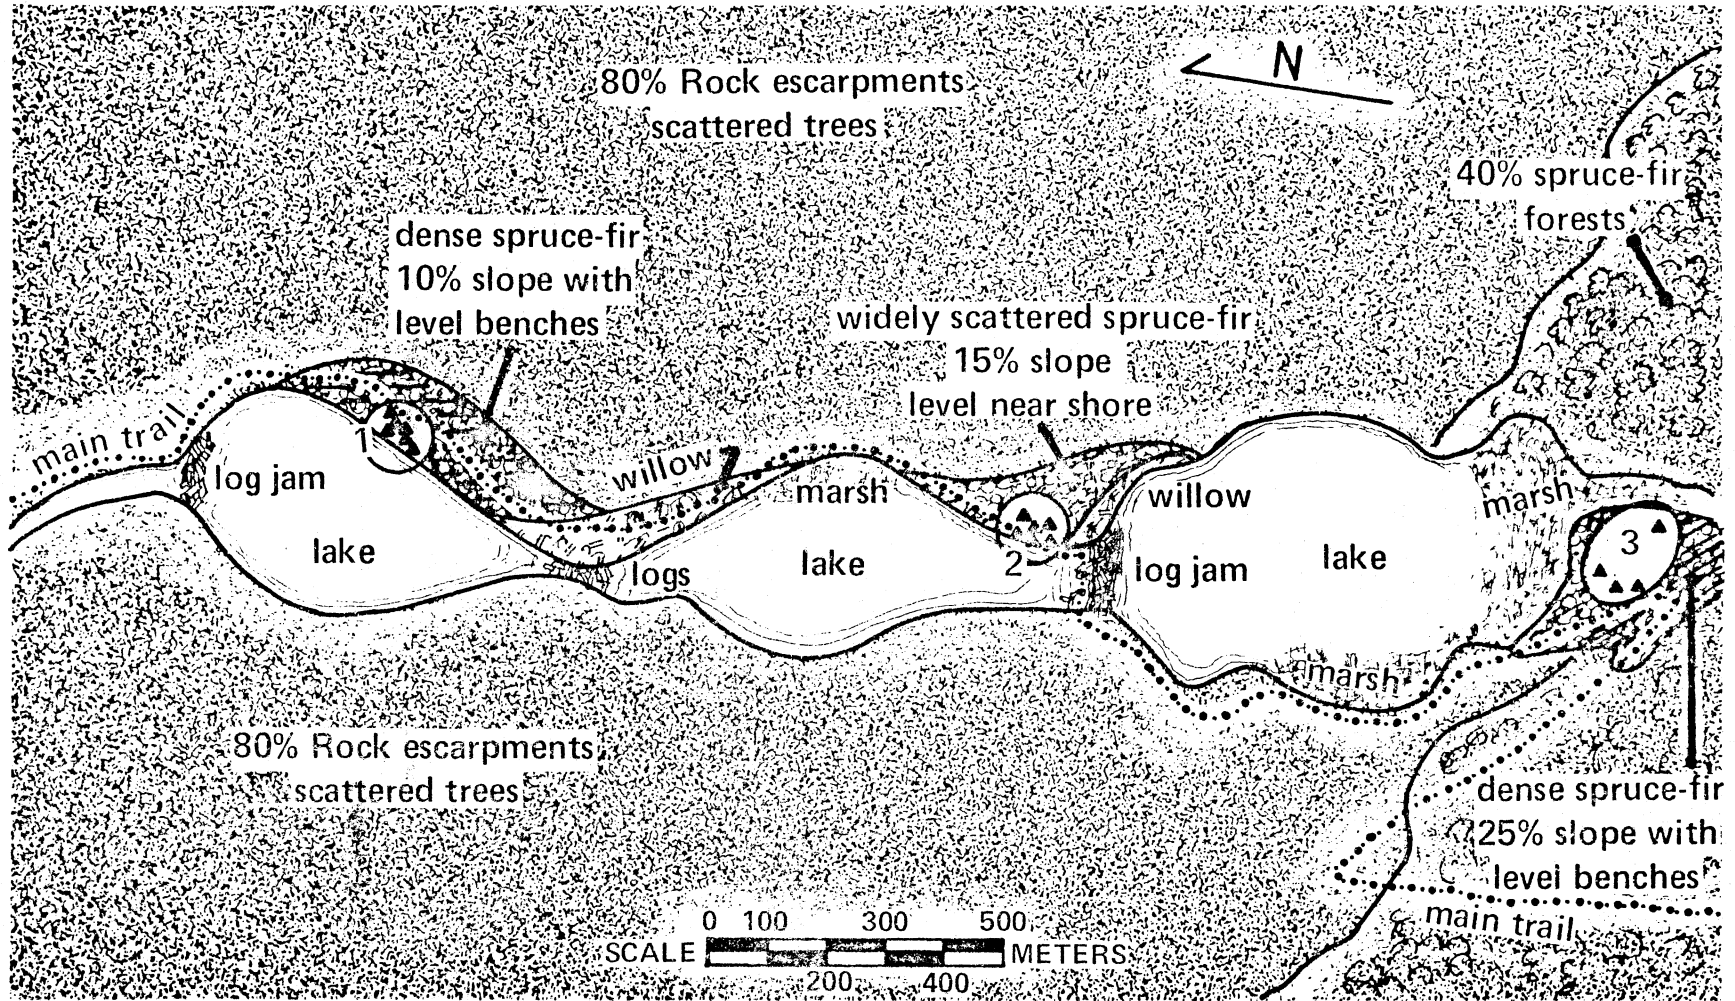 N
80% Rock escarpments
scattered trees
40% spruce-fir
forests
dense spruce-fir
10% slope with
level benches
widely scattered spruce-fir
15% slope
level near shore
main trail
1
log jam
willow
marsh
willow
marsh
lake
logs
lake
2
log jam
lake
3
marsh
80% Rock escarpments
scattered trees
dense spruce-fir
25% slope with
level benches
main trail
0 100 300 500
SCALE METERS
200 400